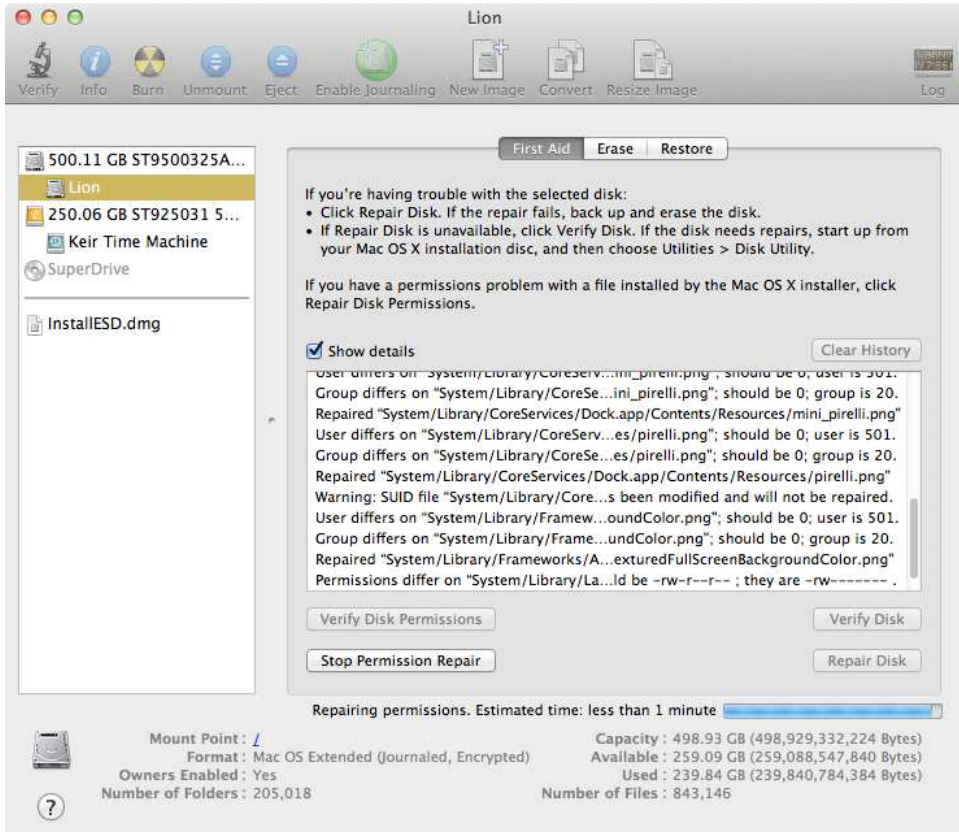 Lion
Verify Info Burn Unmount Eject Enable Journaling New Image Convert Resize Image Log
500.11 GB ST9500325A...
Lion
250.06 GB ST925031 5...
Keir Time Machine
SuperDrive
InstallESD.dmg
First Aid Erase Restore
If you're having trouble with the selected disk:
• Click Repair Disk. If the repair fails, back up and erase the disk.
• If Repair Disk is unavailable, click Verify Disk. If the disk needs repairs, start up from
your Mac OS X installation disc, and then choose Utilities > Disk Utility.
If you have a permissions problem with a file installed by the Mac OS X installer, click
Repair Disk Permissions.
Show details Clear History
User differs on "System/Library/CoreServ...ini_pirelli.png"; should be 0; user is 501.
Group differs on "System/Library/CoreSe...ini_pirelli.png"; should be 0; group is 20.
Repaired "System/Library/CoreServices/Dock.app/Contents/Resources/mini_pirelli.png"
User differs on "System/Library/CoreServ...es/pirelli.png"; should be 0; user is 501.
Group differs on "System/Library/CoreSe...es/pirelli.png"; should be 0; group is 20.
Repaired "System/Library/CoreServices/Dock.app/Contents/Resources/pirelli.png"
Warning: SUID file "System/Library/Core...s been modified and will not be repaired.
User differs on "System/Library/Framew...oundColor.png"; should be 0; user is 501.
Group differs on "System/Library/Frame...undColor.png"; should be 0; group is 20.
Repaired "System/Library/Frameworks/A...exturedFullScreenBackgroundColor.png"
Permissions differ on "System/Library/La...ld be -rw-r--r-- ; they are -rw------- .
Verify Disk Permissions Verify Disk
Stop Permission Repair Repair Disk
Repairing permissions. Estimated time: less than 1 minute
Mount Point : /
Format : Mac OS Extended (Journaled, Encrypted)
Owners Enabled : Yes
Number of Folders : 205,018
Capacity : 498.93 GB (498,929,332,224 Bytes)
Available : 259.09 GB (259,088,547,840 Bytes)
Used : 239.84 GB (239,840,784,384 Bytes)
Number of Files : 843,146
?